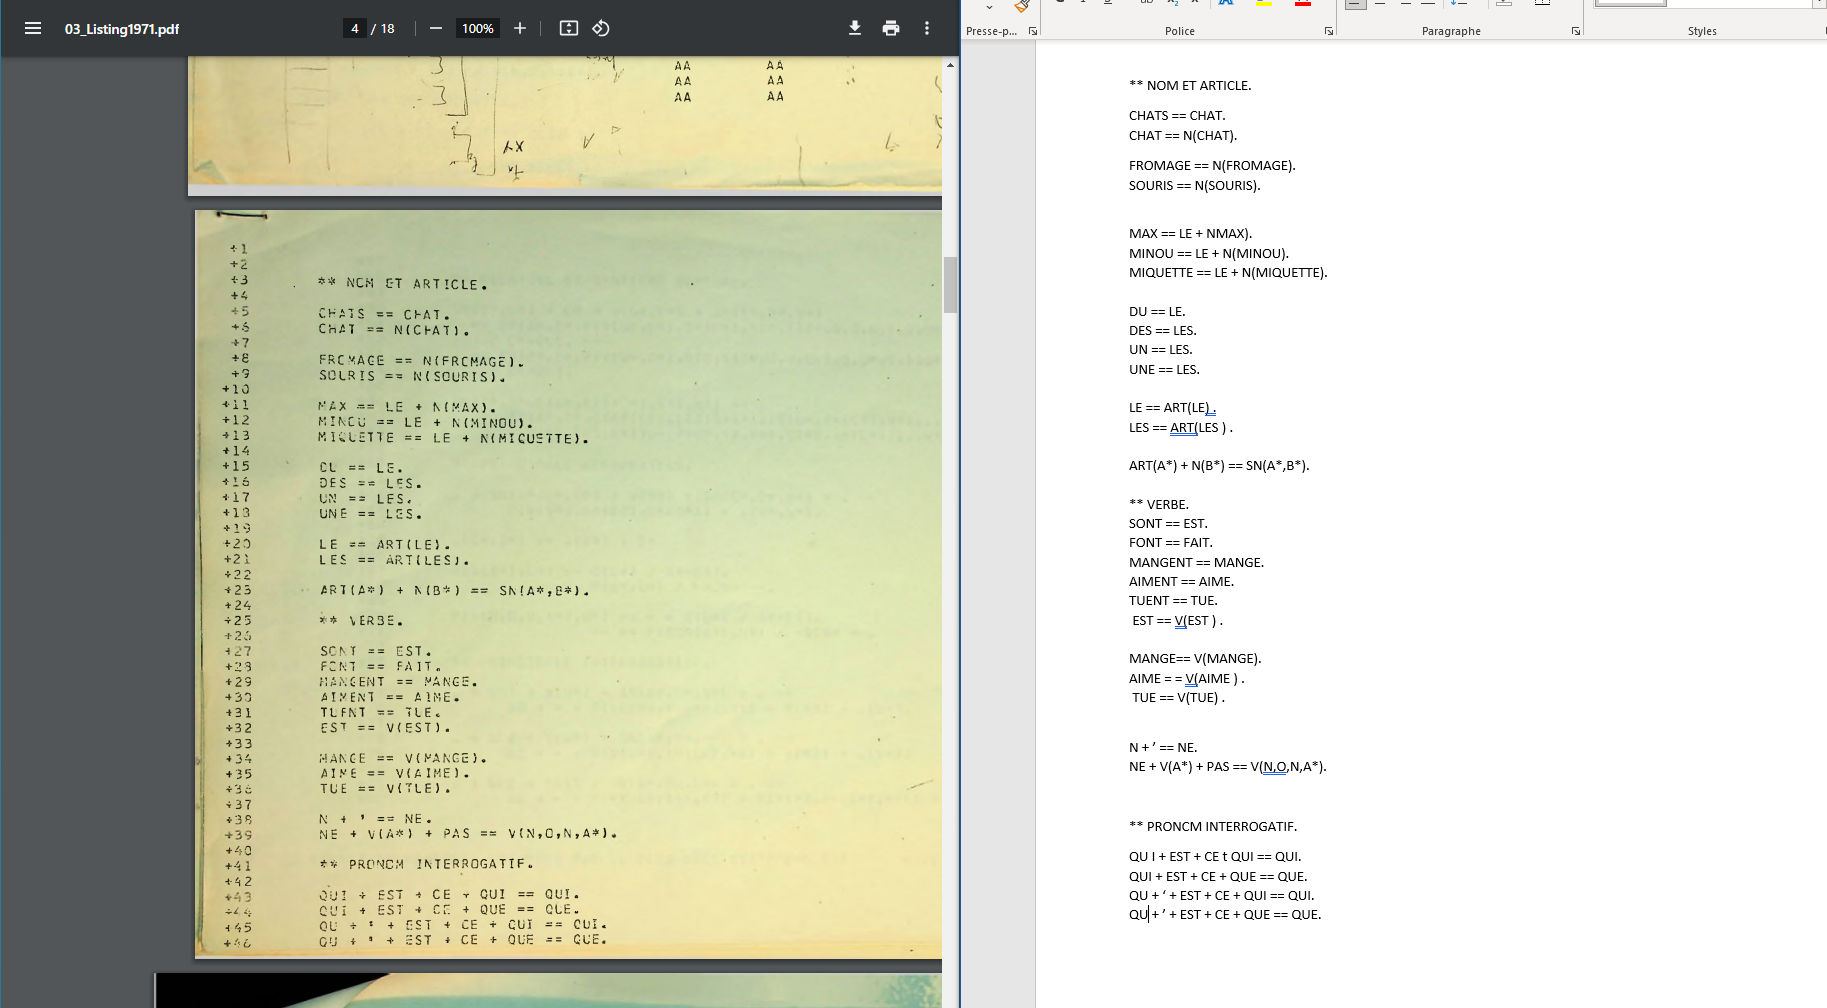 03_Listing1971.pdf
4 / 18
100%
AA AA
AA AA
AA AA
+1
+2
+3 ** NOM ET ARTICLE.
+4
+5 CHATS == CHAT.
+6 CHAT == N(CHAT).
+7
+8 FROMAGE == N(FROMAGE).
+9 SOURIS == N(SOURIS).
+10
+11 MAX == LE + N(MAX).
+12 MINOU == LE + N(MINOU).
+13 MIQUETTE == LE + N(MIQUETTE).
+14
+15 DU == LE.
+16 DES == LES.
+17 UN == LES.
+18 UNE == LES.
+19
+20 LE == ART(LE).
+21 LES == ART(LES).
+22
+23 ART(A*) + N(B*) == SN(A*,B*).
+24
+25 ** VERBE.
+26
+27 SONT == EST.
+28 FONT == FAIT.
+29 MANGENT == MANGE.
+30 AIMENT == AIME.
+31 TUENT == TUE.
+32 EST == V(EST).
+33
+34 MANGE == V(MANGE).
+35 AIME == V(AIME).
+36 TUE == V(TUE).
+37
+38 N + ' == NE.
+39 NE + V(A*) + PAS == V(N,O,N,A*).
+40
+41 ** PRONOM INTERROGATIF.
+42
+43 QUI + EST + CE + QUI == QUI.
+44 QUI + EST + CE + QUE == QUE.
+45 QU + ' + EST + CE + QUI == QUI.
+46 QU + ' + EST + CE + QUE == QUE.
Presse-p... Police Paragraphe Styles
** NOM ET ARTICLE.
CHATS == CHAT.
CHAT == N(CHAT).
FROMAGE == N(FROMAGE).
SOURIS == N(SOURIS).
MAX == LE + NMAX).
MINOU == LE + N(MINOU).
MIQUETTE == LE + N(MIQUETTE).
DU == LE.
DES == LES.
UN == LES.
UNE == LES.
LE == ART(LE) .
LES == ART(LES ) .
ART(A*) + N(B*) == SN(A*,B*).
** VERBE.
SONT == EST.
FONT == FAIT.
MANGENT == MANGE.
AIMENT == AIME.
TUENT == TUE.
EST == V(EST ) .
MANGE== V(MANGE).
AIME = = V(AIME ) .
TUE == V(TUE) .
N + ’ == NE.
NE + V(A*) + PAS == V(N,O,N,A*).
** PRONCM INTERROGATIF.
QU I + EST + CE t QUI == QUI.
QUI + EST + CE + QUE == QUE.
QU + ‘ + EST + CE + QUI == QUI.
QU + ’ + EST + CE + QUE == QUE.